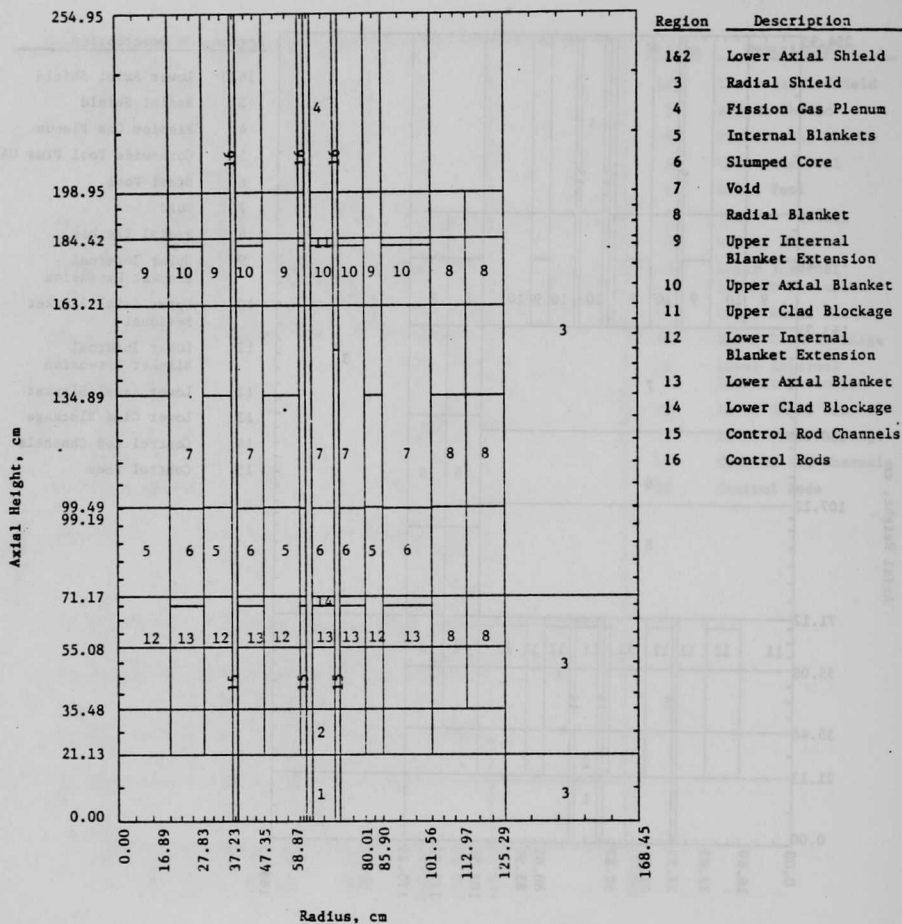 254.95
198.95
184.42
163.21
134.89
99.49
99.19
71.17
55.08
35.48
21.13
0.00
Axial Height, cm
4
16 16 16
11
9 10 9 10 9 10 10 9 10 8 8
3
7 7 7 7 7 8 8
5 6 5 6 5 6 6 5 6
14
12 13 12 13 12 13 13 12 13 8 8
3
15 15 15
2
1 3
0.00 16.89 27.83 37.23 47.35 58.87 80.01 85.90 101.56 112.97 125.29 168.45
Radius, cm
Region Description
1&2 Lower Axial Shield
3 Radial Shield
4 Fission Gas Plenum
5 Internal Blankets
6 Slumped Core
7 Void
8 Radial Blanket
9 Upper Internal
Blanket Extension
10 Upper Axial Blanket
11 Upper Clad Blockage
12 Lower Internal
Blanket Extension
13 Lower Axial Blanket
14 Lower Clad Blockage
15 Control Rod Channels
16 Control Rods